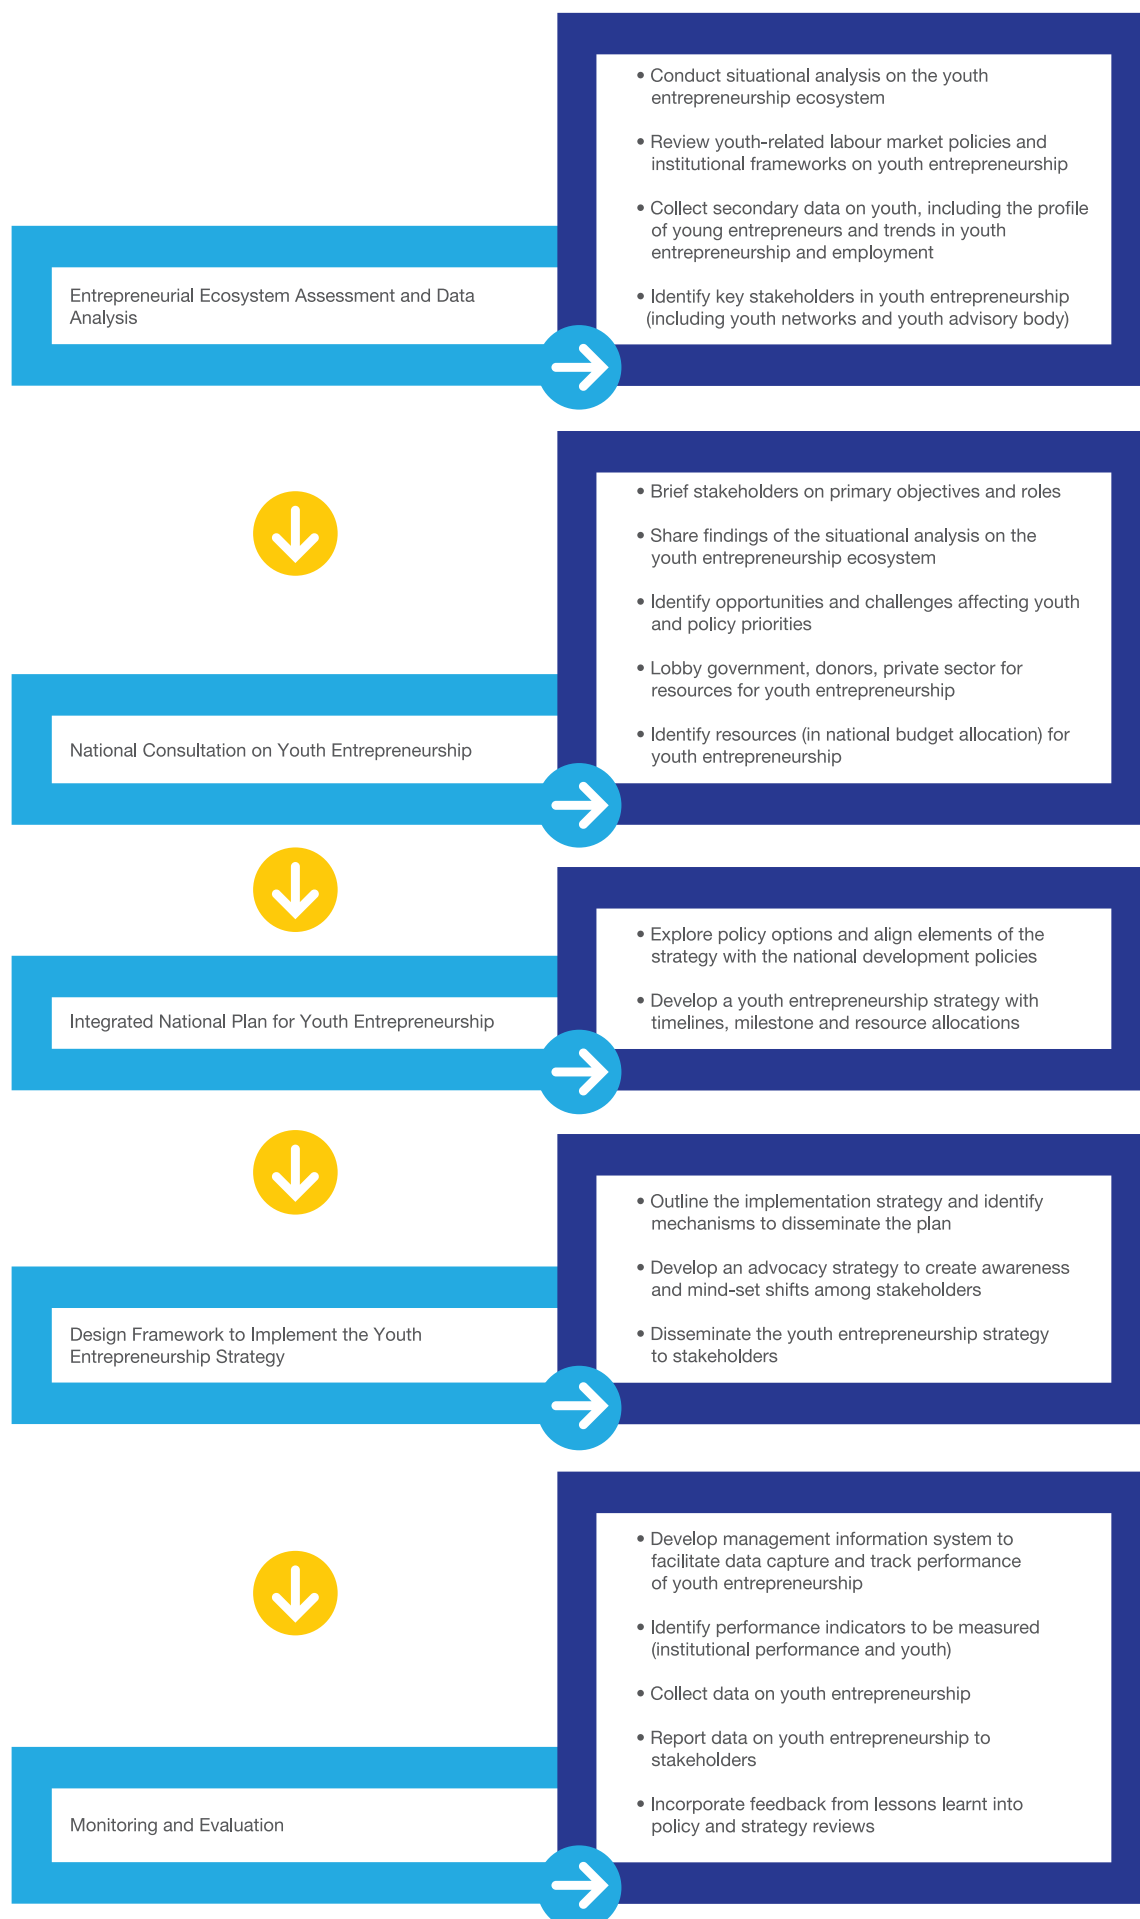 Entrepreneurial Ecosystem Assessment and Data
Analysis
• Conduct situational analysis on the youth
entrepreneurship ecosystem
• Review youth-related labour market policies and
institutional frameworks on youth entrepreneurship
• Collect secondary data on youth, including the profile
of young entrepreneurs and trends in youth
entrepreneurship and employment
• Identify key stakeholders in youth entrepreneurship
(including youth networks and youth advisory body)
National Consultation on Youth Entrepreneurship
• Brief stakeholders on primary objectives and roles
• Share findings of the situational analysis on the
youth entrepreneurship ecosystem
• Identify opportunities and challenges affecting youth
and policy priorities
• Lobby government, donors, private sector for
resources for youth entrepreneurship
• Identify resources (in national budget allocation) for
youth entrepreneurship
Integrated National Plan for Youth Entrepreneurship
• Explore policy options and align elements of the
strategy with the national development policies
• Develop a youth entrepreneurship strategy with
timelines, milestone and resource allocations
Design Framework to Implement the Youth
Entrepreneurship Strategy
• Outline the implementation strategy and identify
mechanisms to disseminate the plan
• Develop an advocacy strategy to create awareness
and mind-set shifts among stakeholders
• Disseminate the youth entrepreneurship strategy
to stakeholders
Monitoring and Evaluation
• Develop management information system to
facilitate data capture and track performance
of youth entrepreneurship
• Identify performance indicators to be measured
(institutional performance and youth)
• Collect data on youth entrepreneurship
• Report data on youth entrepreneurship to
stakeholders
• Incorporate feedback from lessons learnt into
policy and strategy reviews